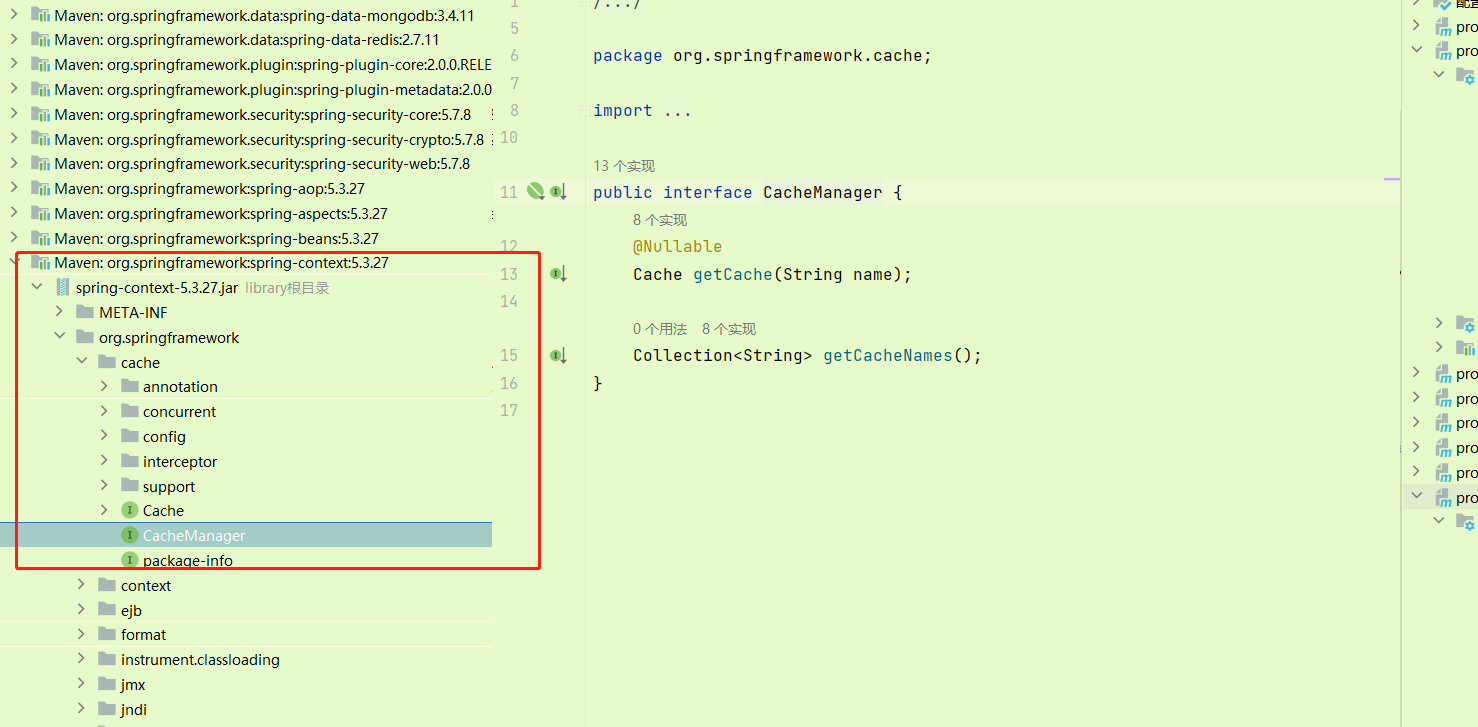 Maven: org.springframework.data:spring-data-mongodb:3.4.11
Maven: org.springframework.data:spring-data-redis:2.7.11
Maven: org.springframework.plugin:spring-plugin-core:2.0.0.RELE
Maven: org.springframework.plugin:spring-plugin-metadata:2.0.0
Maven: org.springframework.security:spring-security-core:5.7.8
Maven: org.springframework.security:spring-security-crypto:5.7.8
Maven: org.springframework.security:spring-security-web:5.7.8
Maven: org.springframework:spring-aop:5.3.27
Maven: org.springframework:spring-aspects:5.3.27
Maven: org.springframework:spring-beans:5.3.27
Maven: org.springframework:spring-context:5.3.27
spring-context-5.3.27.jar library根目录
META-INF
org.springframework
cache
annotation
concurrent
config
interceptor
support
Cache
CacheManager
package-info
context
ejb
format
instrument.classloading
jmx
jndi
1 /.../
5
6 package org.springframework.cache;
7
8 import ...
10
13 个实现
11 public interface CacheManager {
8 个实现
12 @Nullable
13 Cache getCache(String name);
14
0 个用法 8 个实现
15 Collection<String> getCacheNames();
16 }
17
pro
pro
pro
pro
pro
pro
pro
pro